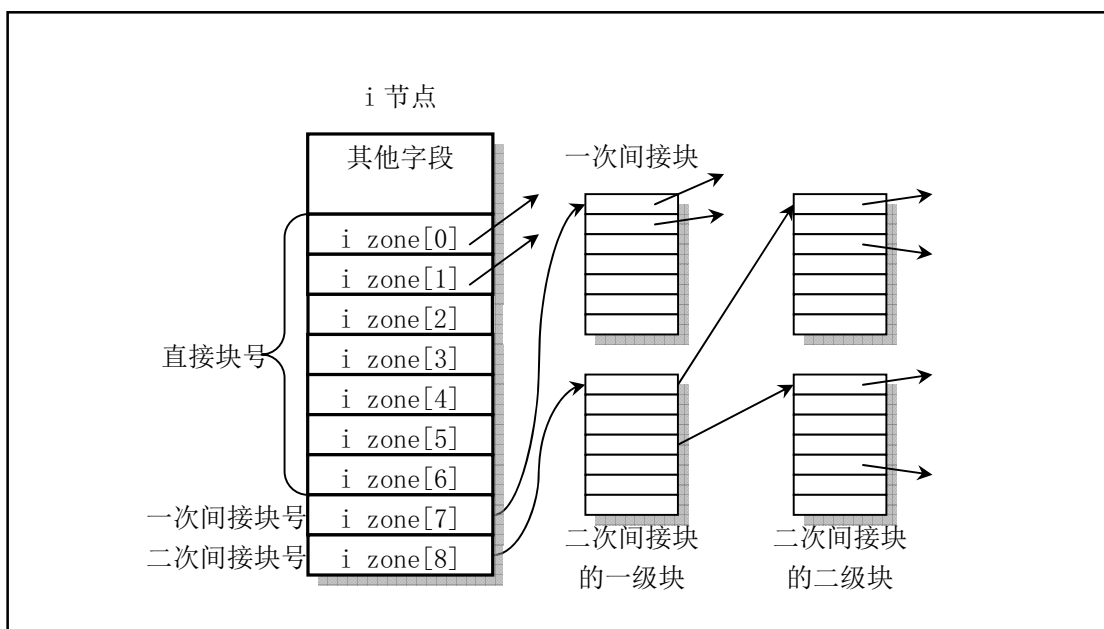 i 节点
其他字段
一次间接块
i zone[0]
i zone[1]
i zone[2]
直接块号
i zone[3]
i zone[4]
i zone[5]
i zone[6]
一次间接块号
i zone[7]
二次间接块号
i zone[8]
二次间接块
的一级块
二次间接块
的二级块